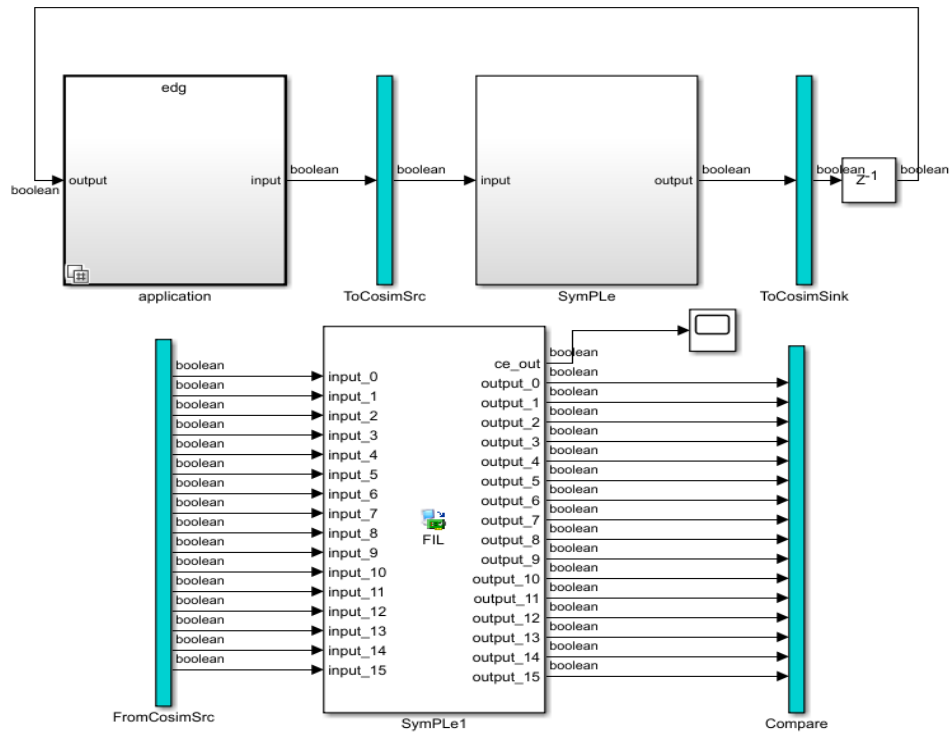 edg
boolean
boolean
boolean
boolean
boolean
output
input
input
output
z-1
boolean
application
ToCosimSrc
SymPLe
ToCosimSink
boolean
ce_out
boolean
boolean
input_0
output_0
boolean
boolean
input_1
output_1
boolean
boolean
input_2
output_2
boolean
boolean
input_3
output_3
boolean
boolean
input_4
output_4
boolean
boolean
input_5
output_5
boolean
boolean
input_6
output_6
boolean
boolean
input_7
output_7
boolean
boolean
input_8
output_8
FIL
boolean
boolean
input_9
output_9
boolean
boolean
input_10
output_10
boolean
boolean
input_11
output_11
boolean
boolean
input_12
output_12
boolean
boolean
input_13
output_13
boolean
boolean
input_14
output_14
boolean
boolean
input_15
output_15
FromCosimSrc
SymPLe1
Compare